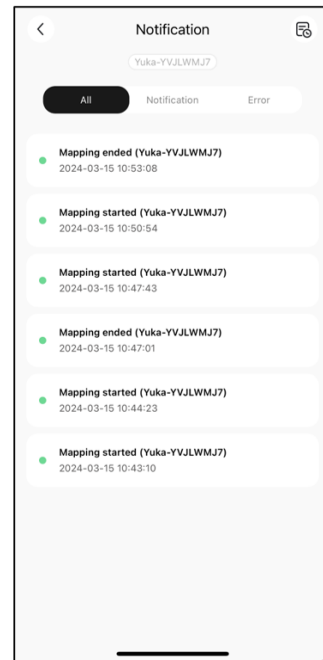 Notification
Yuka-YVJLWMJ7
All Notification Error
Mapping ended (Yuka-YVJLWMJ7)
2024-03-15 10:53:08
Mapping started (Yuka-YVJLWMJ7)
2024-03-15 10:50:54
Mapping started (Yuka-YVJLWMJ7)
2024-03-15 10:47:43
Mapping ended (Yuka-YVJLWMJ7)
2024-03-15 10:47:01
Mapping started (Yuka-YVJLWMJ7)
2024-03-15 10:44:23
Mapping started (Yuka-YVJLWMJ7)
2024-03-15 10:43:10